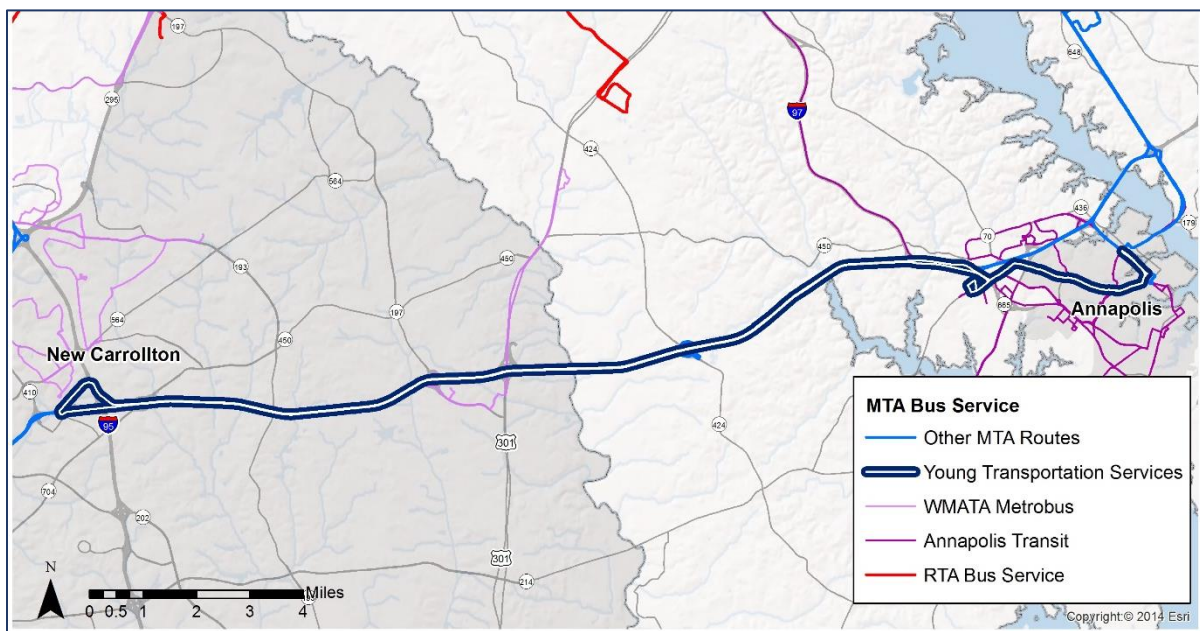 197
295
648
97
424
564
436
70
179
450
193
450
665
197
564
450
Annapolis
New Carrollton
410
95
424
301
704
202
301
214
N
Miles
0 0.5 1 2 3 4
MTA Bus Service
Other MTA Routes
Young Transportation Services
WMATA Metrobus
Annapolis Transit
RTA Bus Service
Copyright:© 2014 Esri